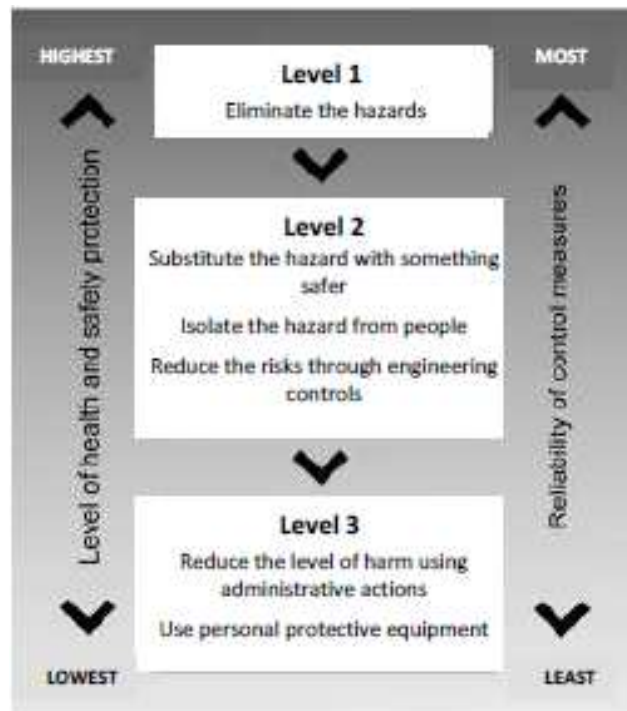 HIGHEST
MOST
Level 1
Eliminate the hazards
Level of health and safety protection
Level 2
Substitute the hazard with something
safer
Isolate the hazard from people
Reduce the risks through engineering
controls
Reliability of control measures
Level 3
Reduce the level of harm using
administrative actions
Use personal protective equipment
LOWEST
LEAST